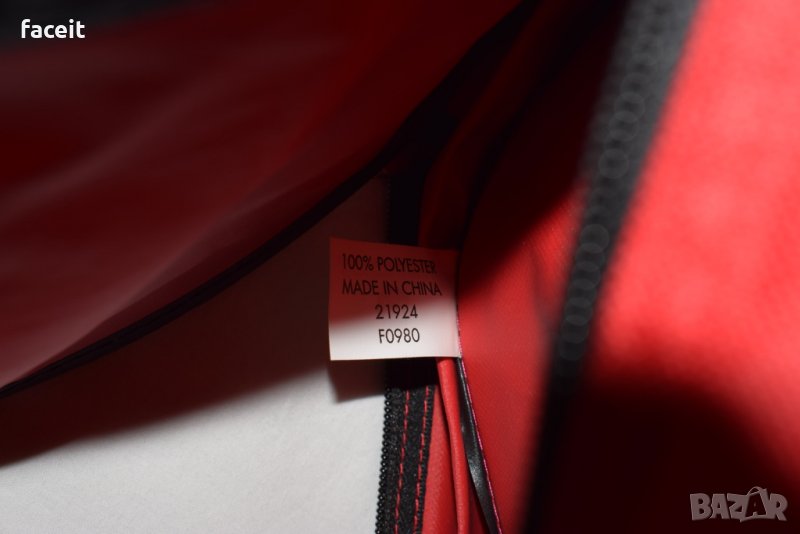 faceit
100% POLYESTER
MADE IN CHINA
21924
F0980
BAZAR